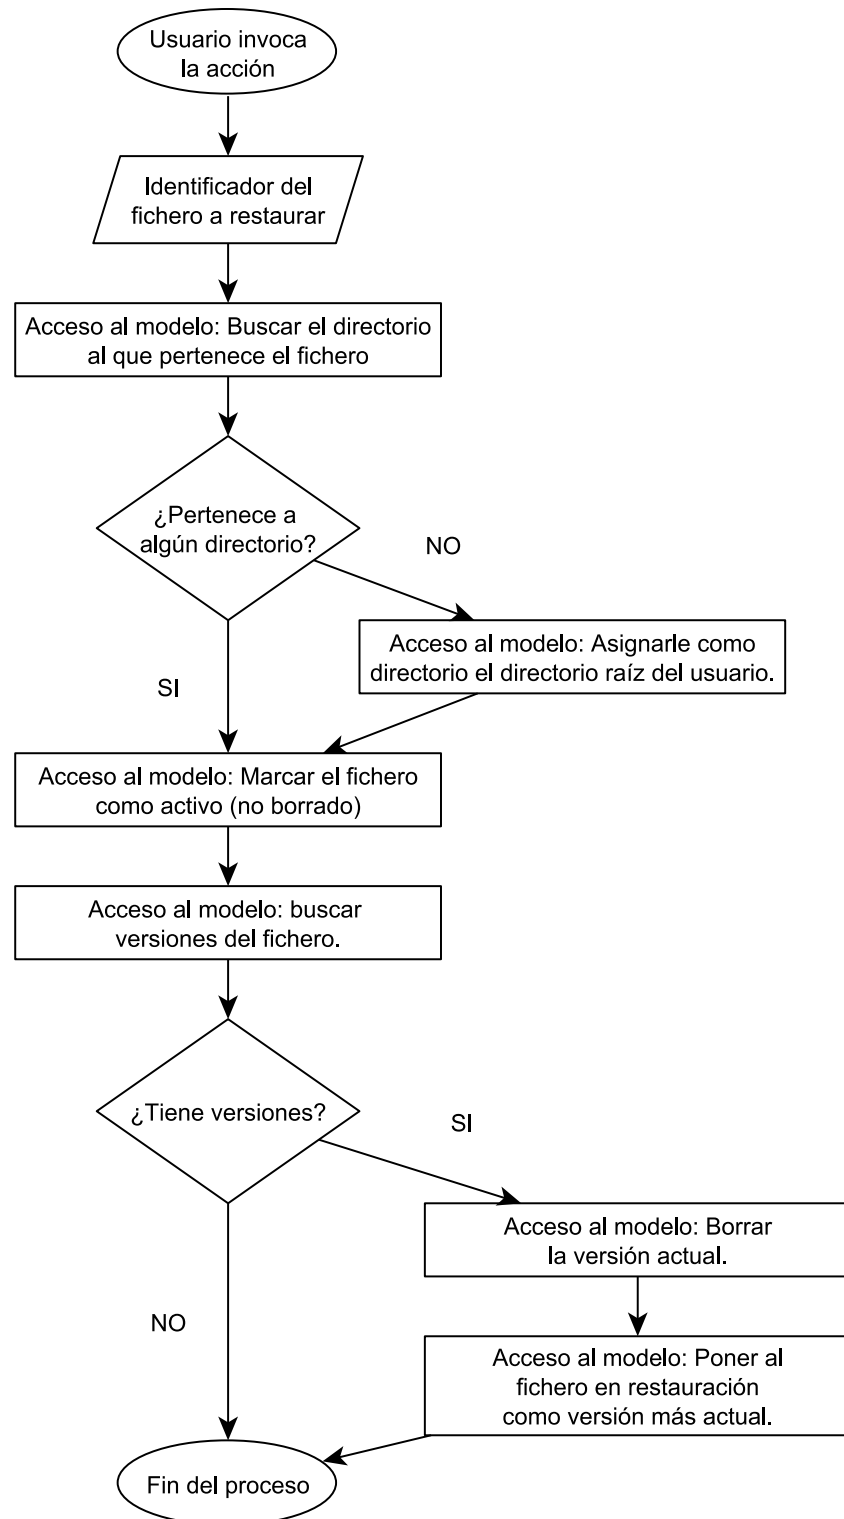 Usuario invoca
la acción
Identificador del
fichero a restaurar
Acceso al modelo: Buscar el directorio
al que pertenece el fichero
¿Pertenece a
algún directorio?
NO
Acceso al modelo: Asignarle como
directorio el directorio raíz del usuario.
SI
Acceso al modelo: Marcar el fichero
como activo (no borrado)
Acceso al modelo: buscar
versiones del fichero.
¿Tiene versiones?
SI
Acceso al modelo: Borrar
la versión actual.
NO
Acceso al modelo: Poner al
fichero en restauración
como versión más actual.
Fin del proceso